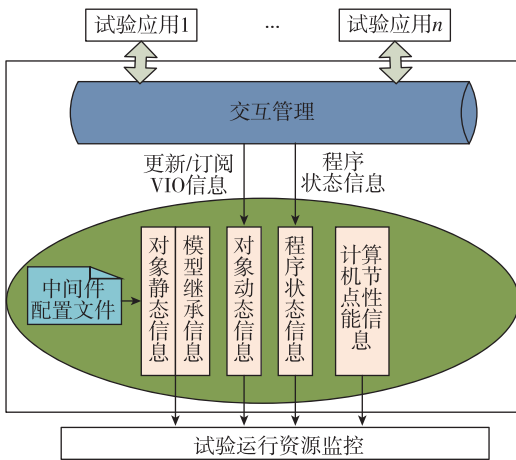 试验应用1 ... 试验应用n
交互管理
更新/订阅
VIO信息
程序
状态信息
中间件
配置文件
对象静态信息
模型继承信息
对象动态信息
程序状态信息
计算机节点性能信息
试验运行资源监控